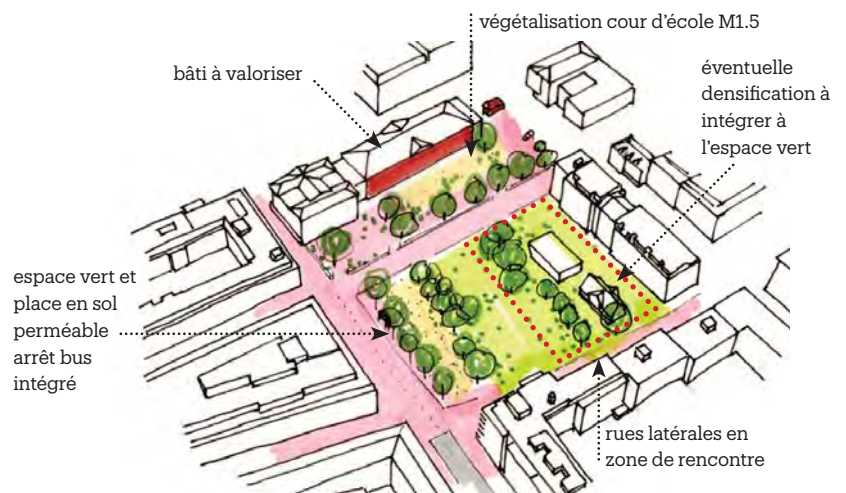 végétalisation cour d'école M1.5
bâti à valoriser
éventuelle
densification à
intégrer à
l'espace vert
espace vert et
place en sol
perméable
arrêt bus
intégré
rues latérales en
zone de rencontre